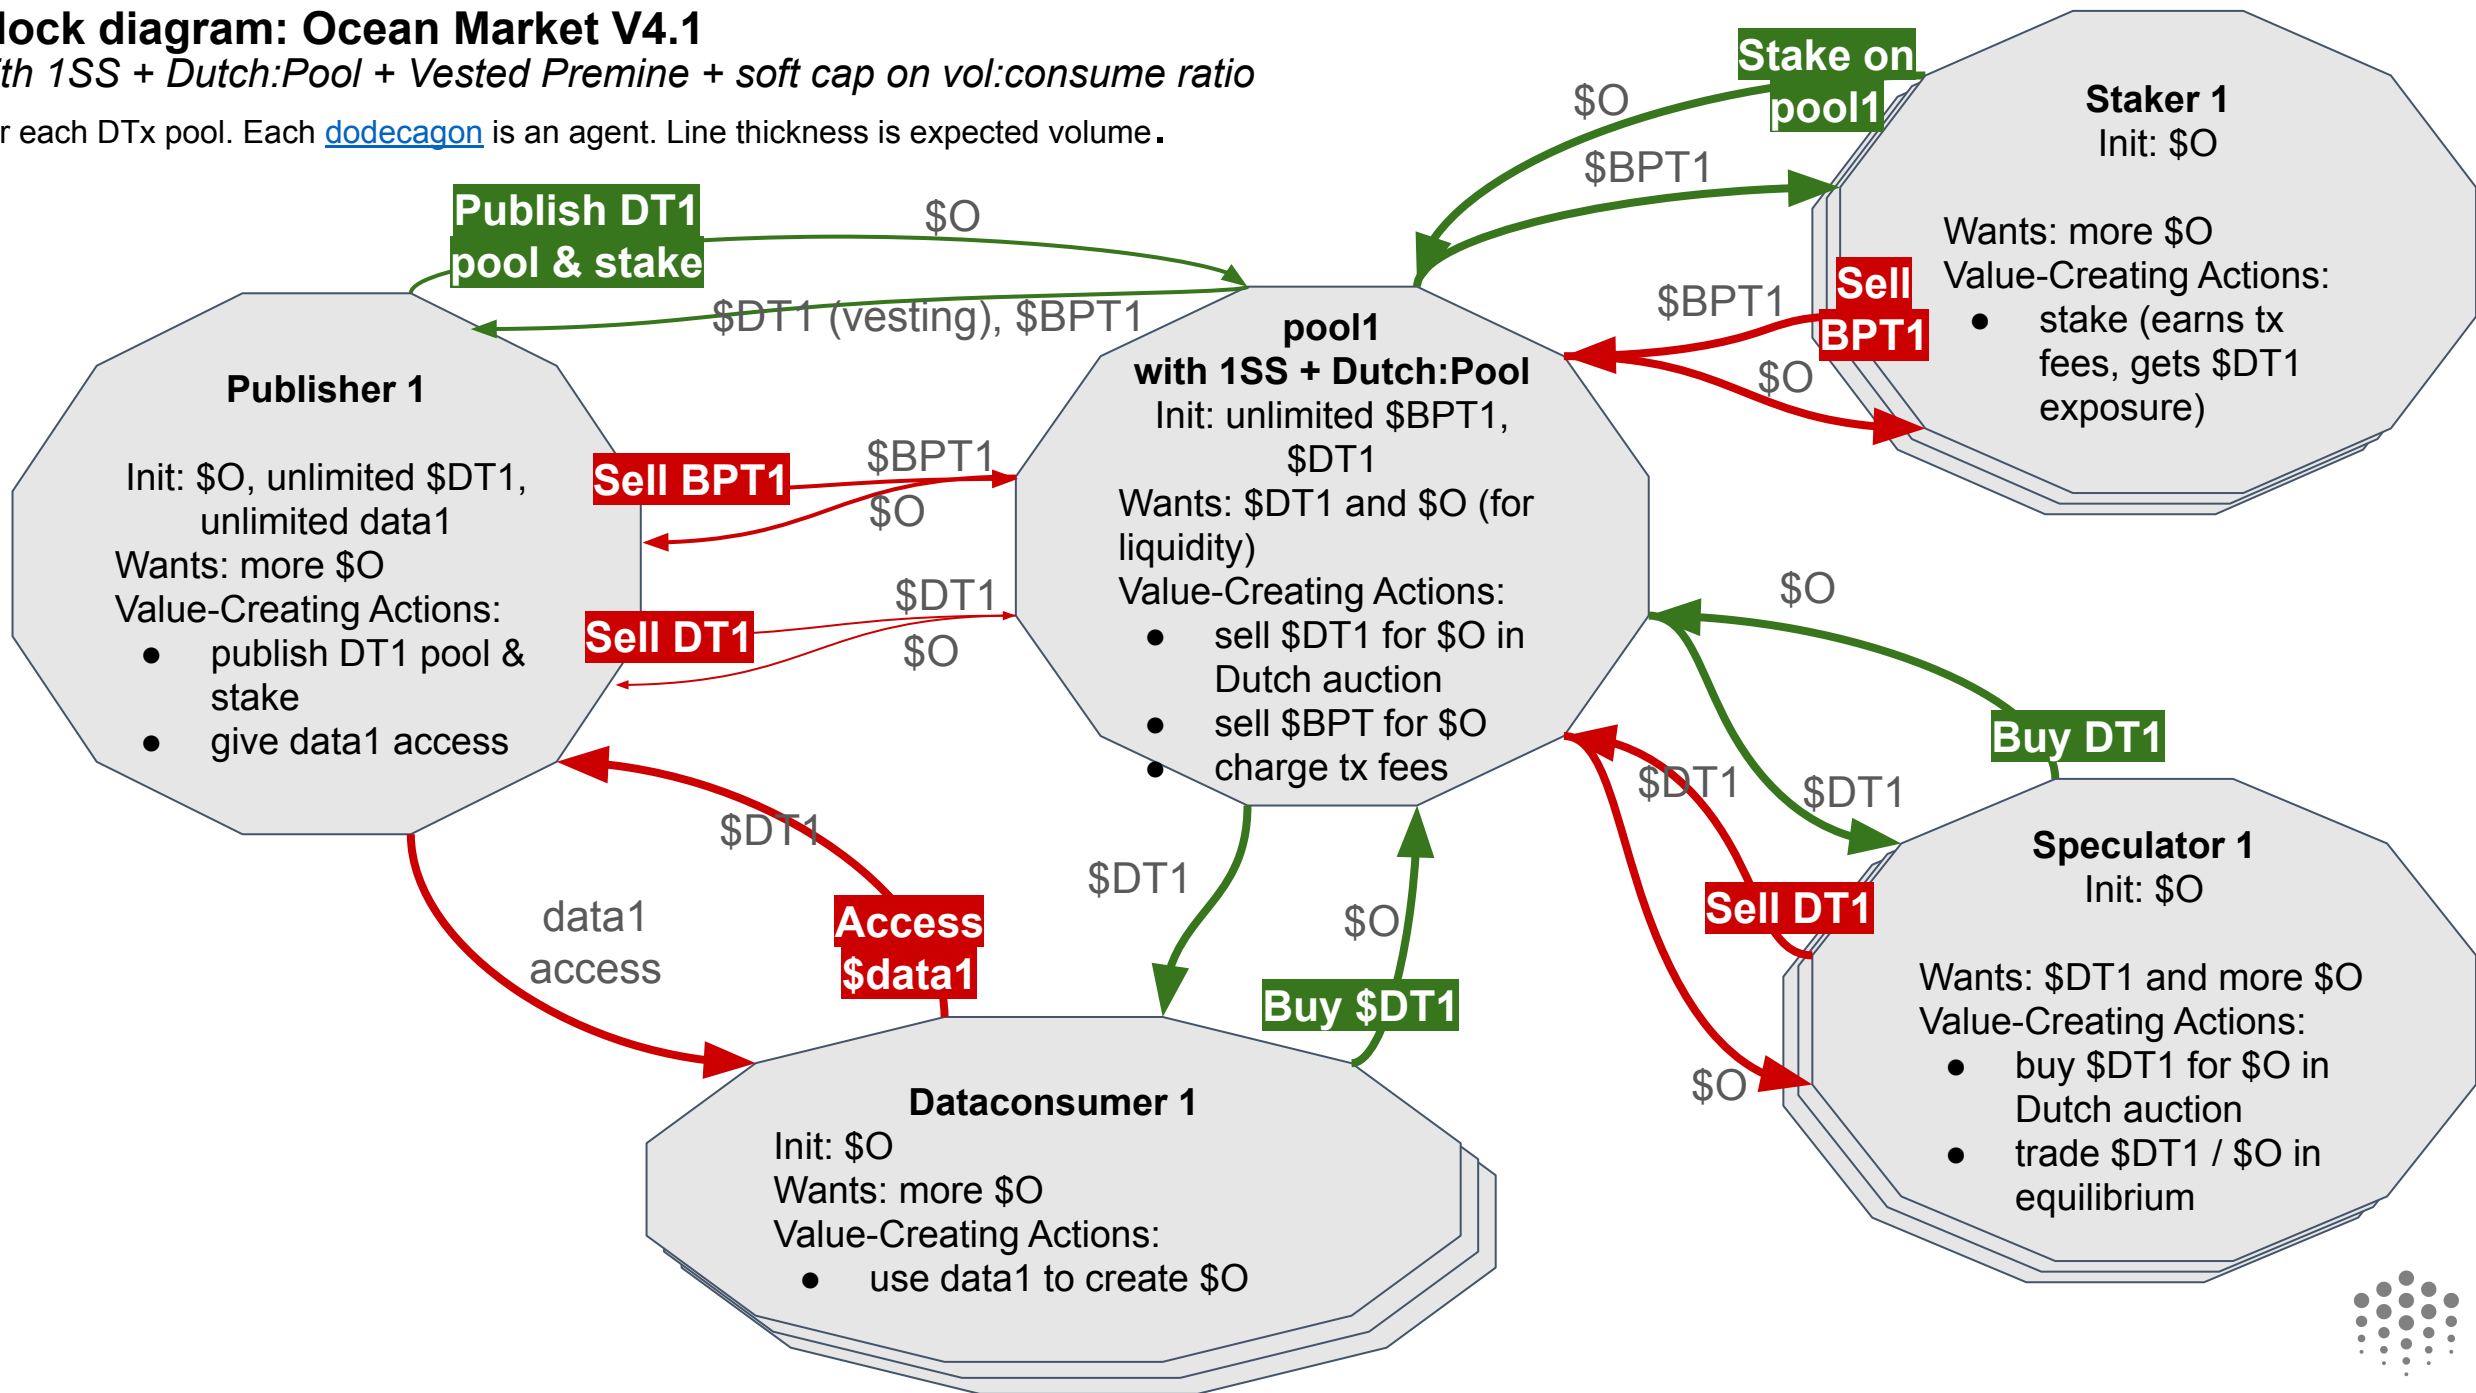 lock diagram: Ocean Market V4.1
ith 1SS + Dutch:Pool + Vested Premine + soft cap on vol:consume ratio
r each DTx pool. Each dodecagon is an agent. Line thickness is expected volume.
Publish DT1
pool & stake
$O
$DT1 (vesting), $BPT1
Stake on
pool1
$O
$BPT1
Staker 1
Init: $O
Wants: more $O
Value-Creating Actions:
● stake (earns tx
fees, gets $DT1
exposure)
Sell
BPT1
$BPT1
$O
Publisher 1
Init: $O, unlimited $DT1,
unlimited data1
Wants: more $O
Value-Creating Actions:
● publish DT1 pool &
stake
● give data1 access
Sell BPT1
$BPT1
$O
Sell DT1
$DT1
$O
pool1
with 1SS + Dutch:Pool
Init: unlimited $BPT1,
$DT1
Wants: $DT1 and $O (for
liquidity)
Value-Creating Actions:
● sell $DT1 for $O in
Dutch auction
● sell $BPT for $O
● charge tx fees
$O
Buy DT1
$DT1
$DT1
Sell DT1
$O
Speculator 1
Init: $O
Wants: $DT1 and more $O
Value-Creating Actions:
● buy $DT1 for $O in
Dutch auction
● trade $DT1 / $O in
equilibrium
$DT1
data1
access
Access
$data1
$DT1
$O
Buy $DT1
Dataconsumer 1
Init: $O
Wants: more $O
Value-Creating Actions:
● use data1 to create $O